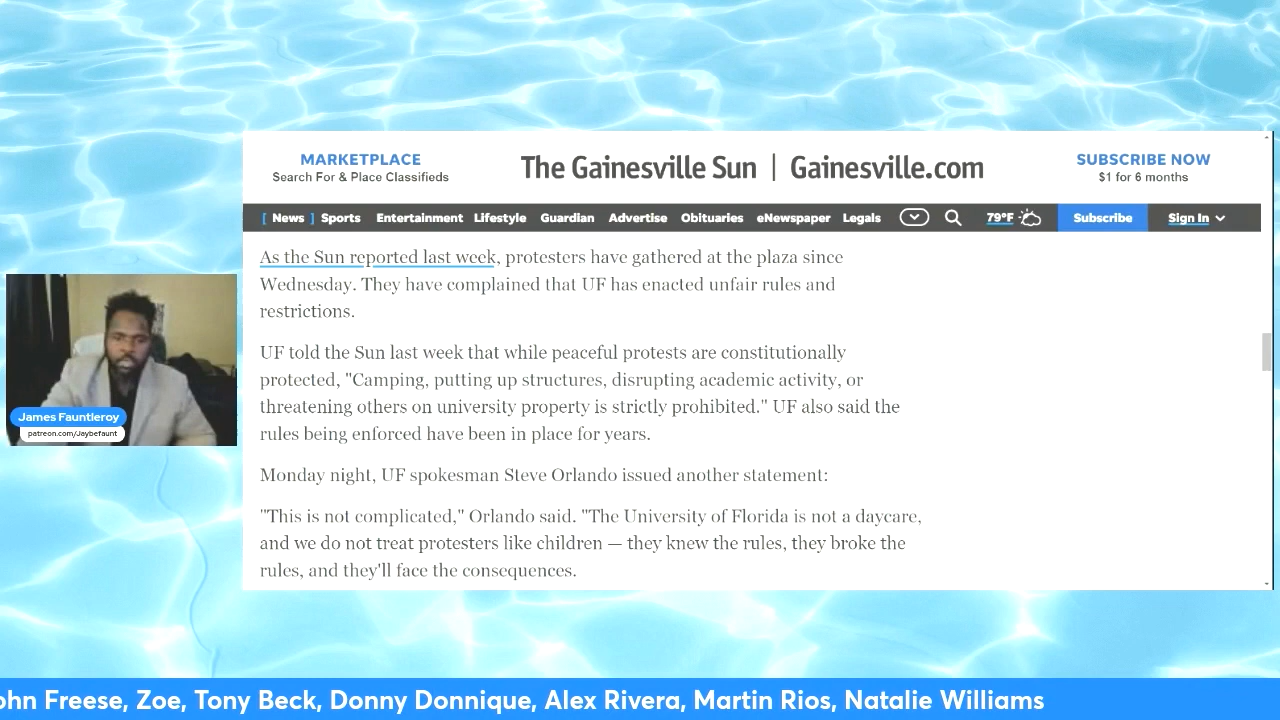 MARKETPLACE
Search For & Place Classifieds
The Gainesville Sun | Gainesville.com
SUBSCRIBE NOW
$1 for 6 months
[ News ] Sports Entertainment Lifestyle Guardian Advertise Obituaries eNewspaper Legals 79°F Subscribe Sign In
As the Sun reported last week, protesters have gathered at the plaza since
Wednesday. They have complained that UF has enacted unfair rules and
restrictions.
UF told the Sun last week that while peaceful protests are constitutionally
protected, "Camping, putting up structures, disrupting academic activity, or
threatening others on university property is strictly prohibited." UF also said the
rules being enforced have been in place for years.
Monday night, UF spokesman Steve Orlando issued another statement:
"This is not complicated," Orlando said. "The University of Florida is not a daycare,
and we do not treat protesters like children — they knew the rules, they broke the
rules, and they'll face the consequences.
James Fauntleroy
patreon.com/Jaybefaunt
ohn Freese, Zoe, Tony Beck, Donny Donnique, Alex Rivera, Martin Rios, Natalie Williams